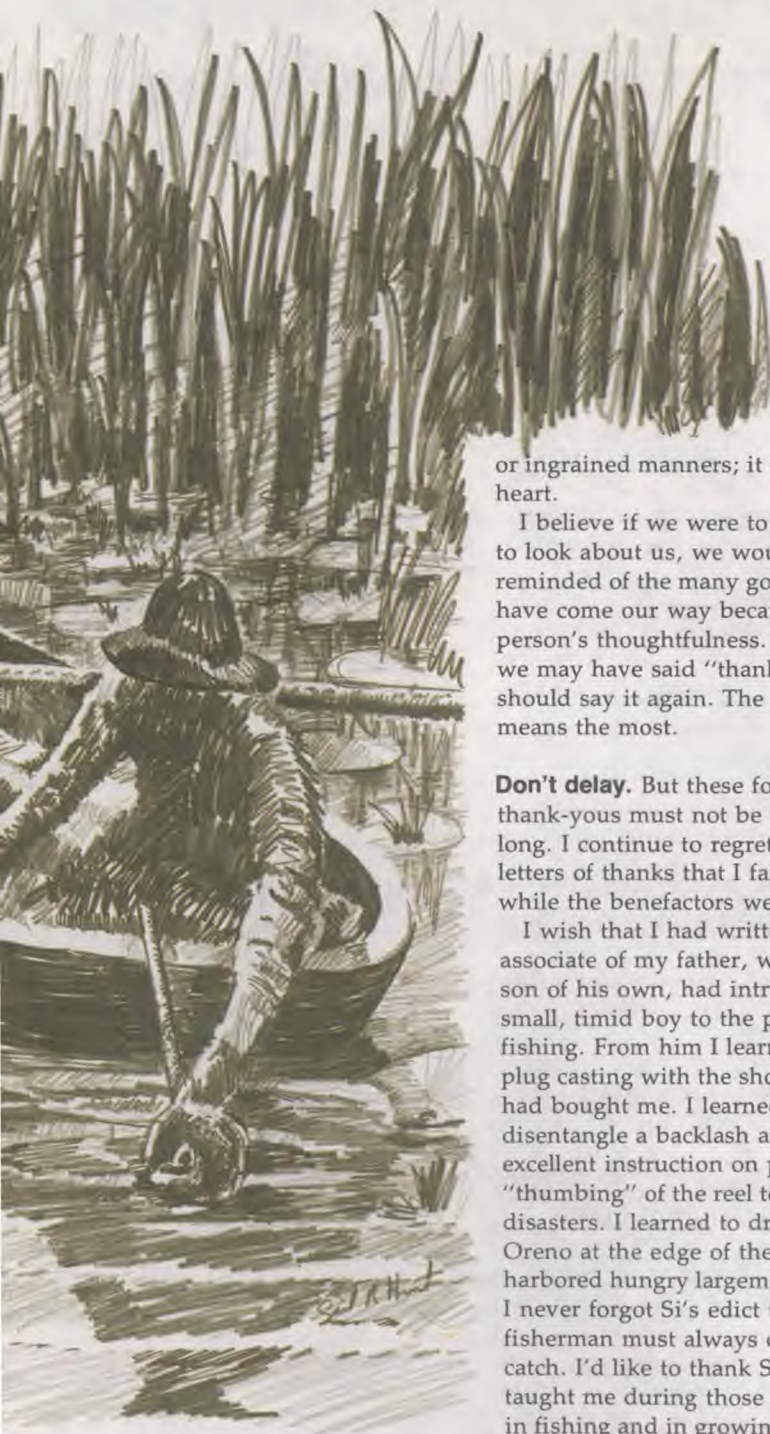 or ingrained manners; it
heart.
I believe if we were to
to look about us, we wou
reminded of the many go
have come our way beca
person's thoughtfulness.
we may have said "thank
should say it again. The
means the most.
Don't delay. But these fo
thank-yous must not be
long. I continue to regret
letters of thanks that I fa
while the benefactors we
I wish that I had writte
associate of my father, w
son of his own, had intr
small, timid boy to the p
fishing. From him I learn
plug casting with the sho
had bought me. I learned
disentangle a backlash a
excellent instruction on p
"thumbing" of the reel to
disasters. I learned to dr
Oreno at the edge of the
harbored hungry largem
I never forgot Si's edict
fisherman must always c
catch. I'd like to thank S
taught me during those
in fishing and in growin